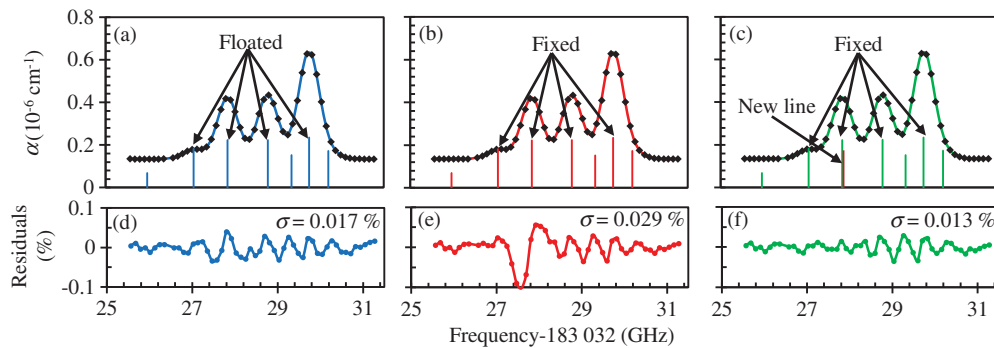 α(10⁻⁶ cm⁻¹)
0.8
0.6
0.4
0.2
0
(a)
Floated
(b)
Fixed
(c)
Fixed
New line
Residuals
(%)
0.1
0
-0.1
(d)
σ = 0.017 %
(e)
σ = 0.029 %
(f)
σ = 0.013 %
25 27 29 31
25 27 29 31
25 27 29 31
Frequency-183 032 (GHz)